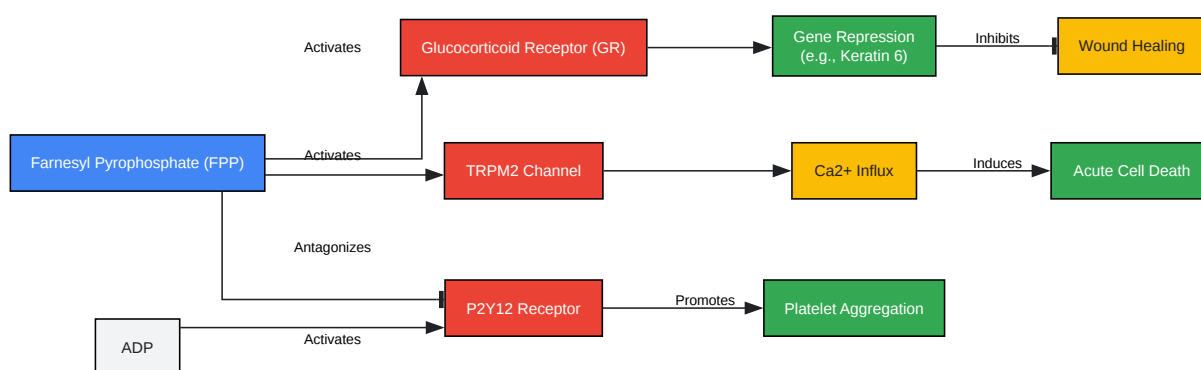 Activates
Glucocorticoid Receptor (GR)
Gene Repression
(e.g., Keratin 6)
Inhibits
Wound Healing
Farnesyl Pyrophosphate (FPP)
Activates
TRPM2 Channel
Ca2+ Influx
Induces
Acute Cell Death
Antagonizes
P2Y12 Receptor
Promotes
Platelet Aggregation
ADP
Activates